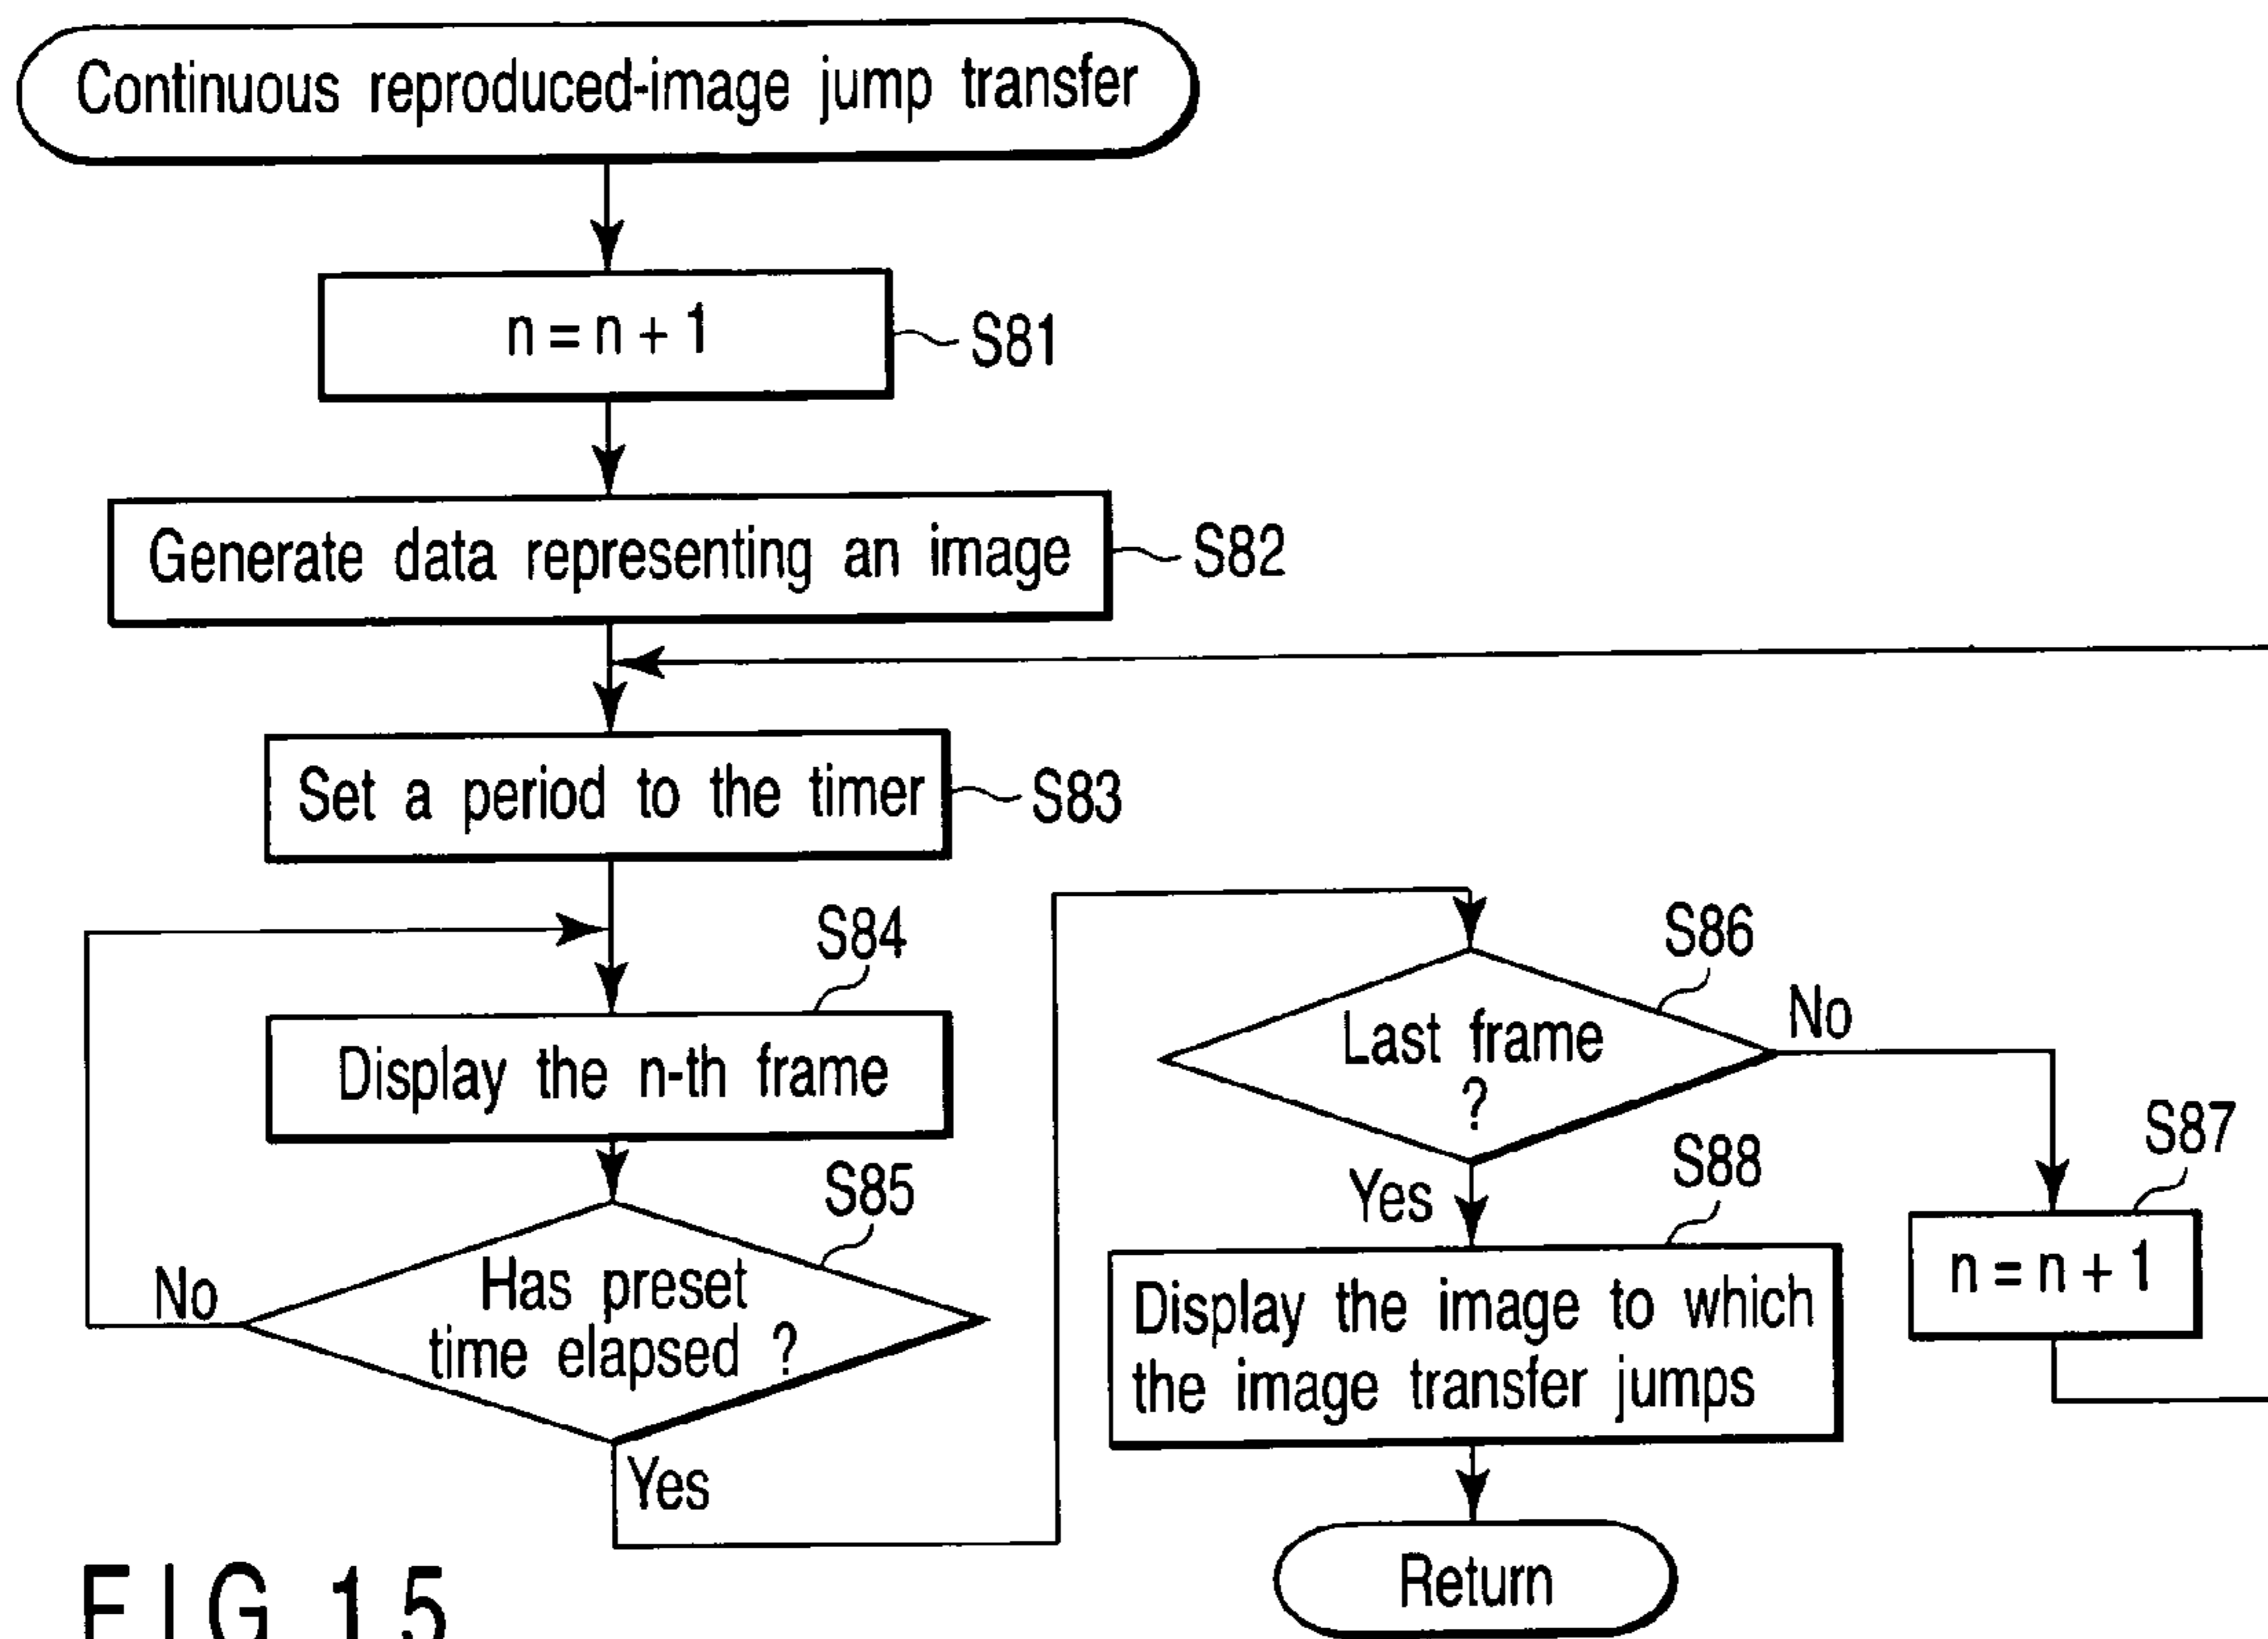 Continuous reproduced-image jump transfer
n = n + 1
S81
Generate data representing an image
S82
Set a period to the timer
S83
S84
Display the n-th frame
S85
Has preset
time elapsed ?
No
Yes
S86
Last frame
?
No
Yes
S87
n = n + 1
S88
Display the image to which
the image transfer jumps
Return
FIG 15